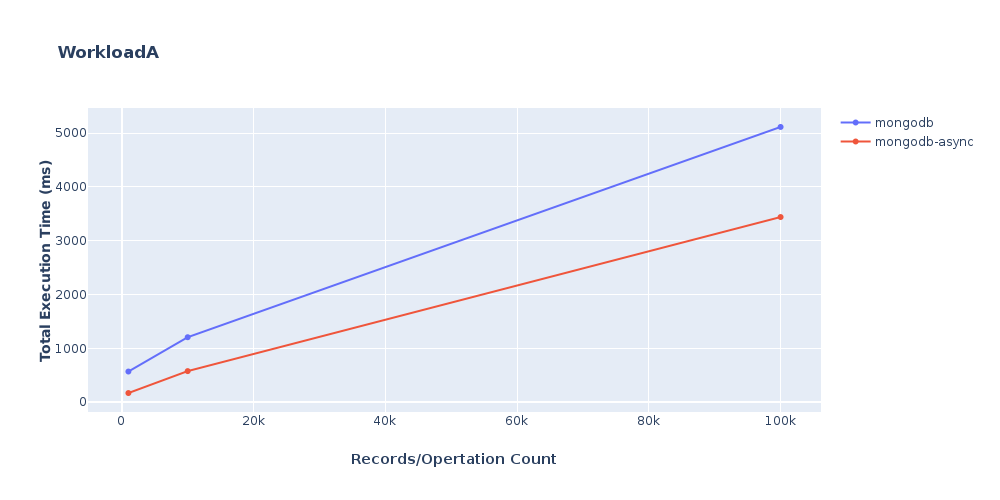 WorkloadA
Total Execution Time (ms)
5000
4000
3000
2000
1000
0
0 20k 40k 60k 80k 100k
Records/Opertation Count
mongodb
mongodb-async